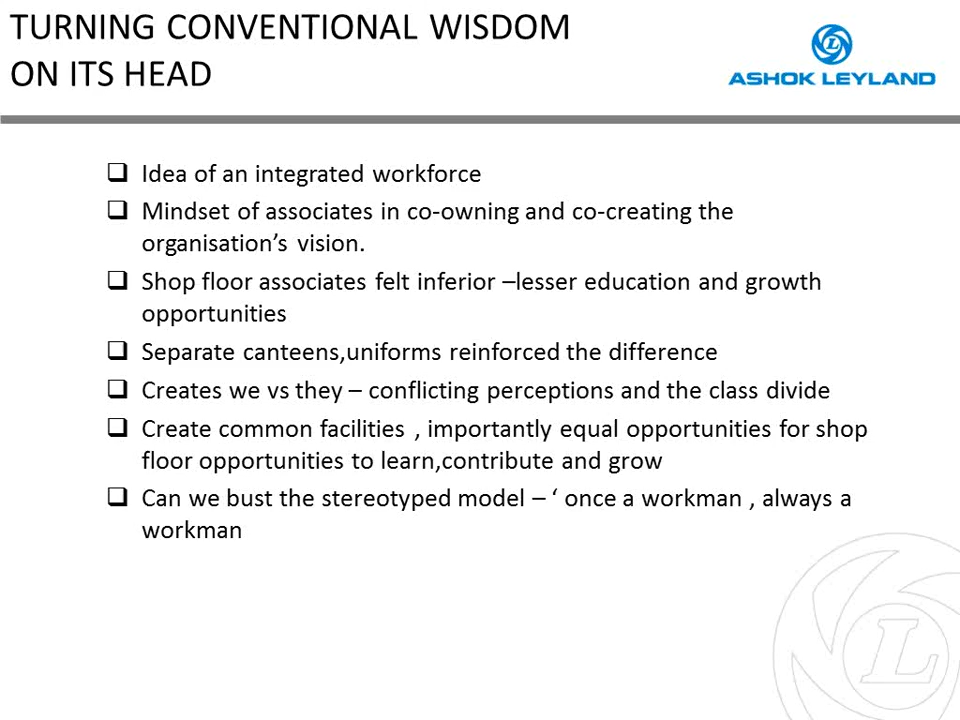 TURNING CONVENTIONAL WISDOM
ON ITS HEAD
ASHOK LEYLAND
Idea of an integrated workforce
Mindset of associates in co-owning and co-creating the
organisation’s vision.
Shop floor associates felt inferior –lesser education and growth
opportunities
Separate canteens,uniforms reinforced the difference
Creates we vs they – conflicting perceptions and the class divide
Create common facilities , importantly equal opportunities for shop
floor opportunities to learn,contribute and grow
Can we bust the stereotyped model – ‘ once a workman , always a
workman
L